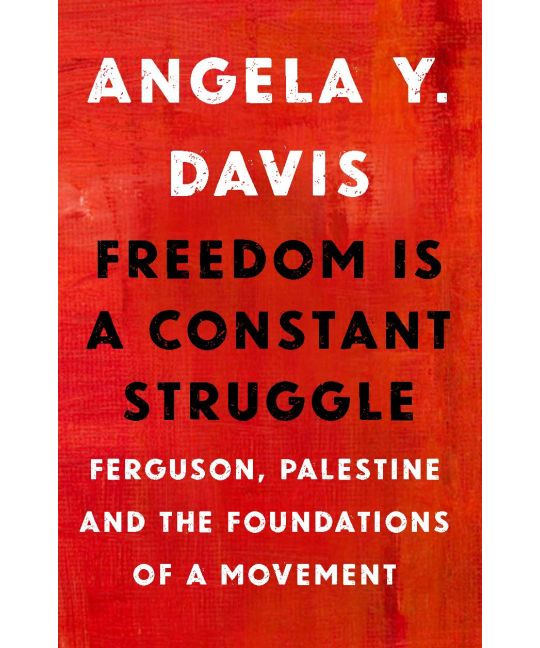 ANGELA Y.
DAVIS
FREEDOM IS
A CONSTANT
STRUGGLE
FERGUSON, PALESTINE
AND THE FOUNDATIONS
OF A MOVEMENT